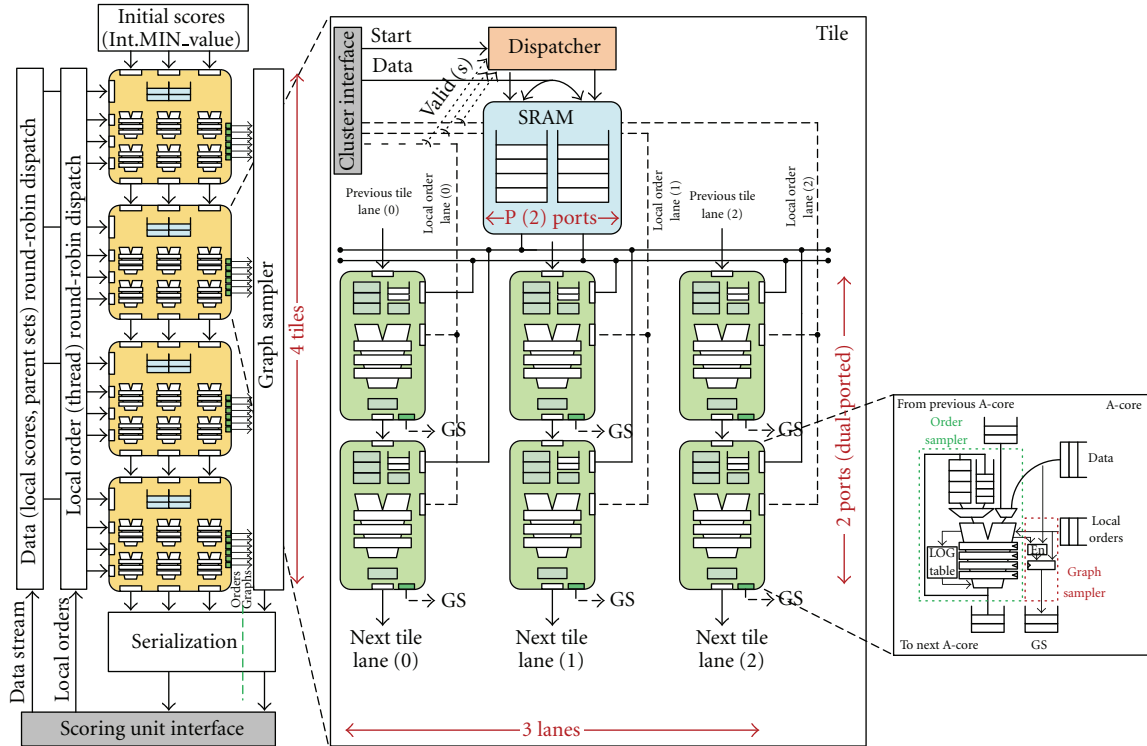 Initial scores
(Int.MIN_value)
Data (local scores, parent sets) round-robin dispatch
Local order (thread) round-robin dispatch
Graph sampler
4 tiles
Orders
Graphs
Serialization
Data stream
Local orders
Scoring unit interface
Tile
Cluster interface
Start
Data
Dispatcher
Valid (s)
SRAM
P (2) ports
Previous tile
lane (0)
Local order
lane (0)
Local order
lane (1)
Previous tile
lane (2)
Local order
lane (2)
GS
GS
GS
GS
GS
GS
2 ports (dual-ported)
Next tile
lane (0)
Next tile
lane (1)
Next tile
lane (2)
3 lanes
From previous A-core
A-core
Order
sampler
Data
Local
orders
LOG
table
En
Graph
sampler
To next A-core
GS